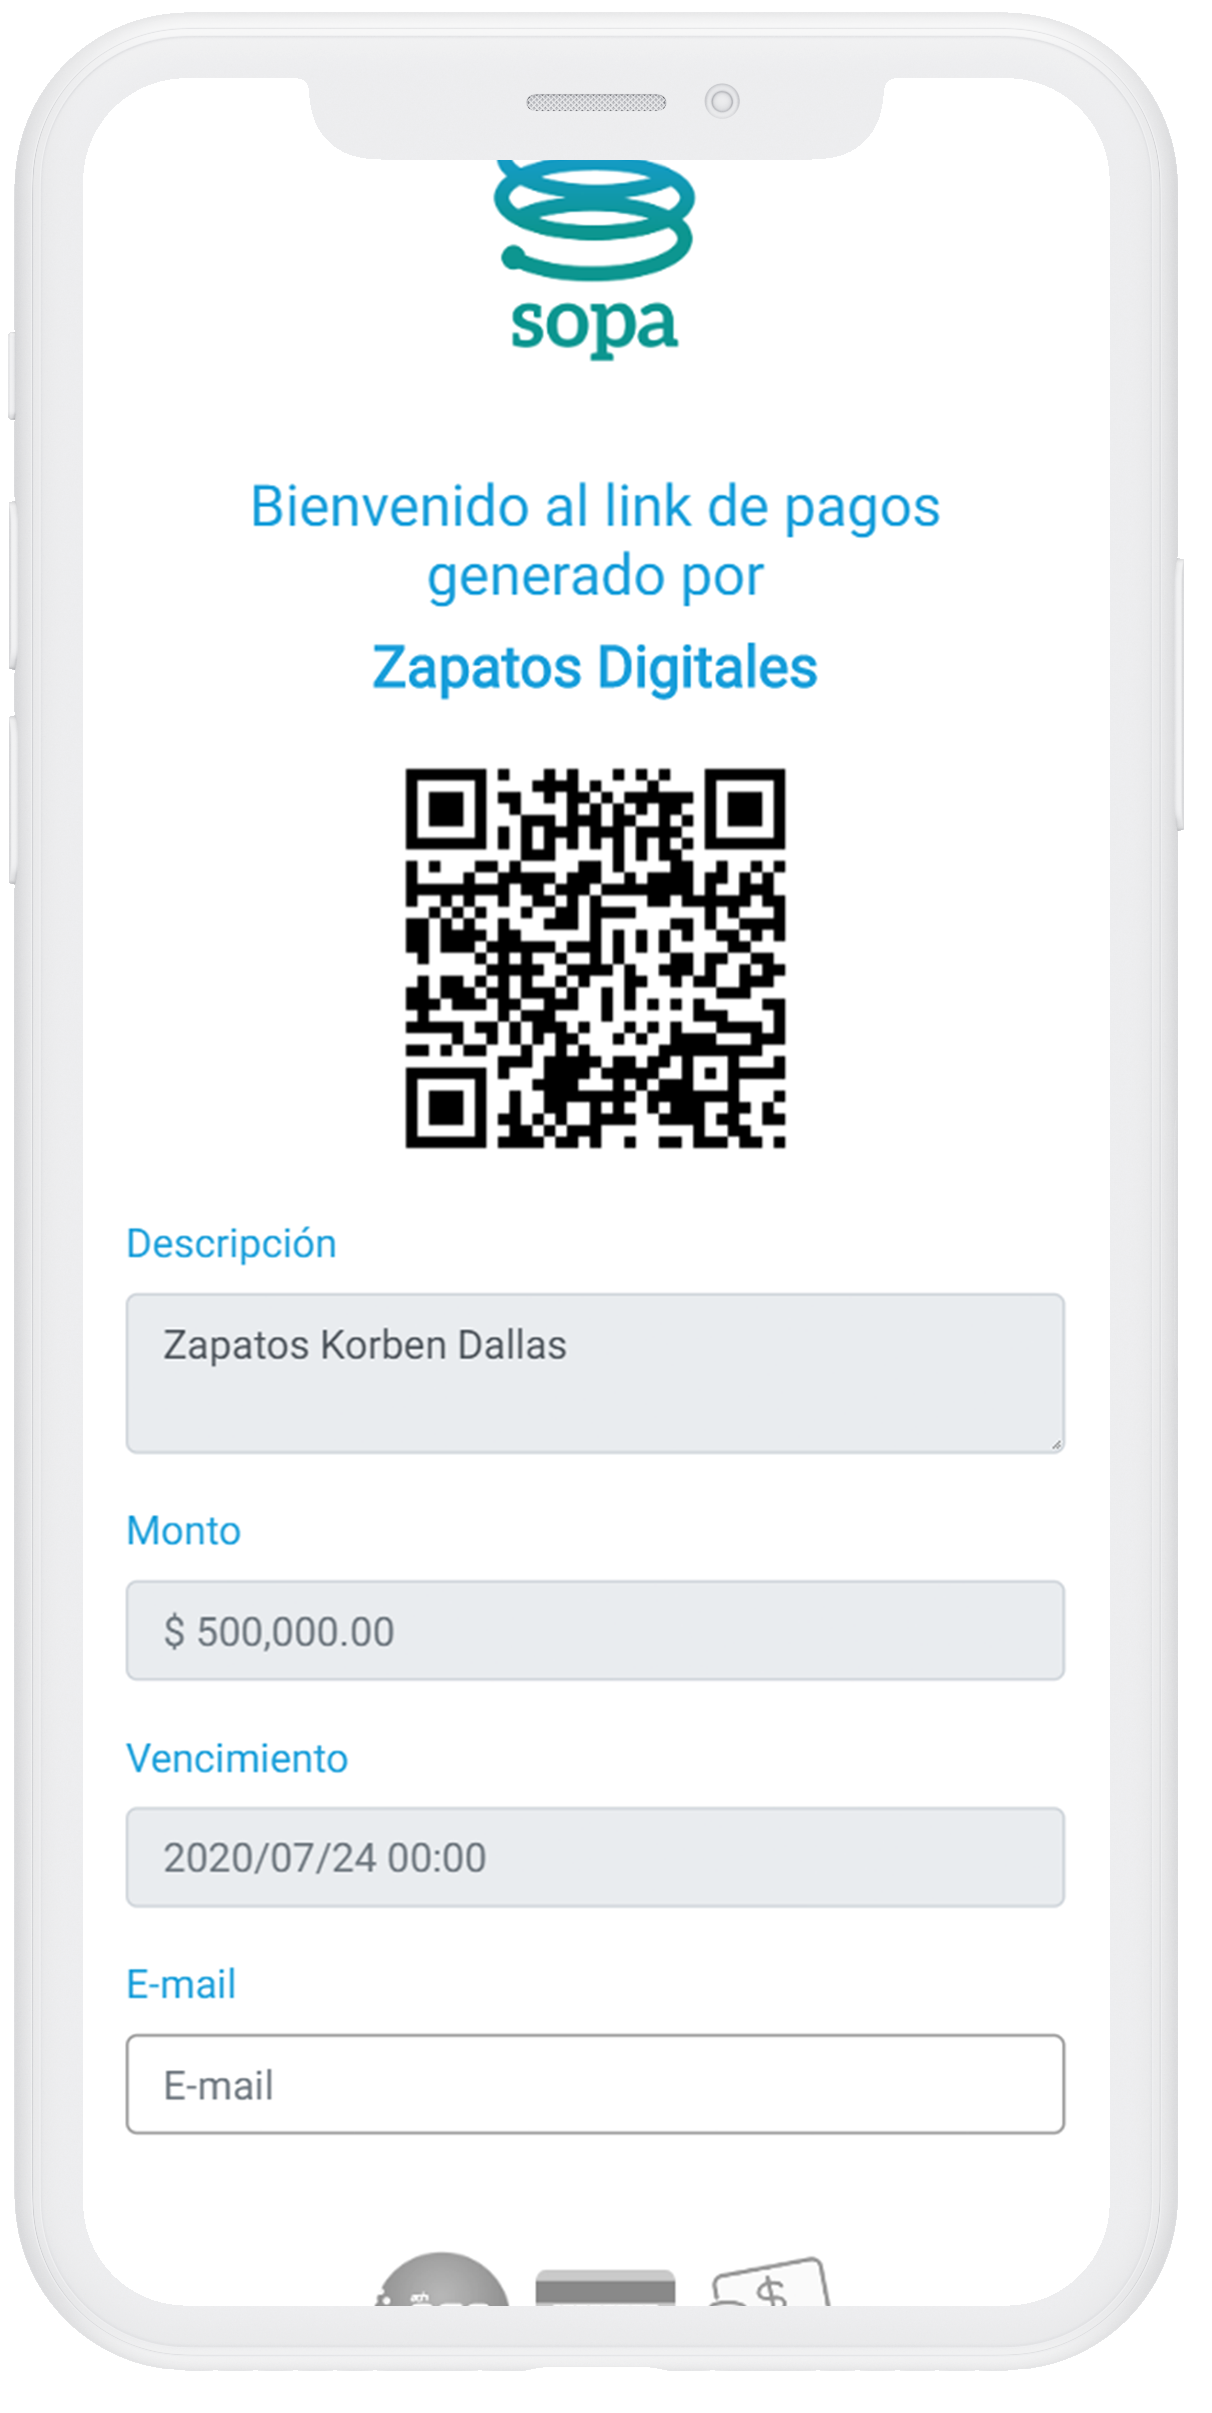 sopa
Bienvenido al link de pagos
generado por
Zapatos Digitales
Descripción
Zapatos Korben Dallas
Monto
$ 500,000.00
Vencimiento
2020/07/24 00:00
E-mail
E-mail
ach
$